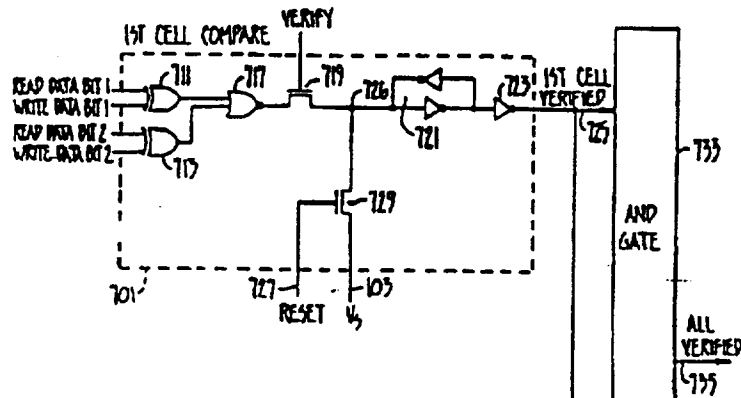 VERIFY
1ST CELL COMPARE
READ DATA BIT 1
WRITE DATA BIT 1
READ DATA BIT 2
WRITE DATA BIT 2
711
713
717
719
726
721
723
1ST CELL
VERIFIED
725
729
733
AND
GATE
701
727
RESET
103
Vs
ALL
VERIFIED
735